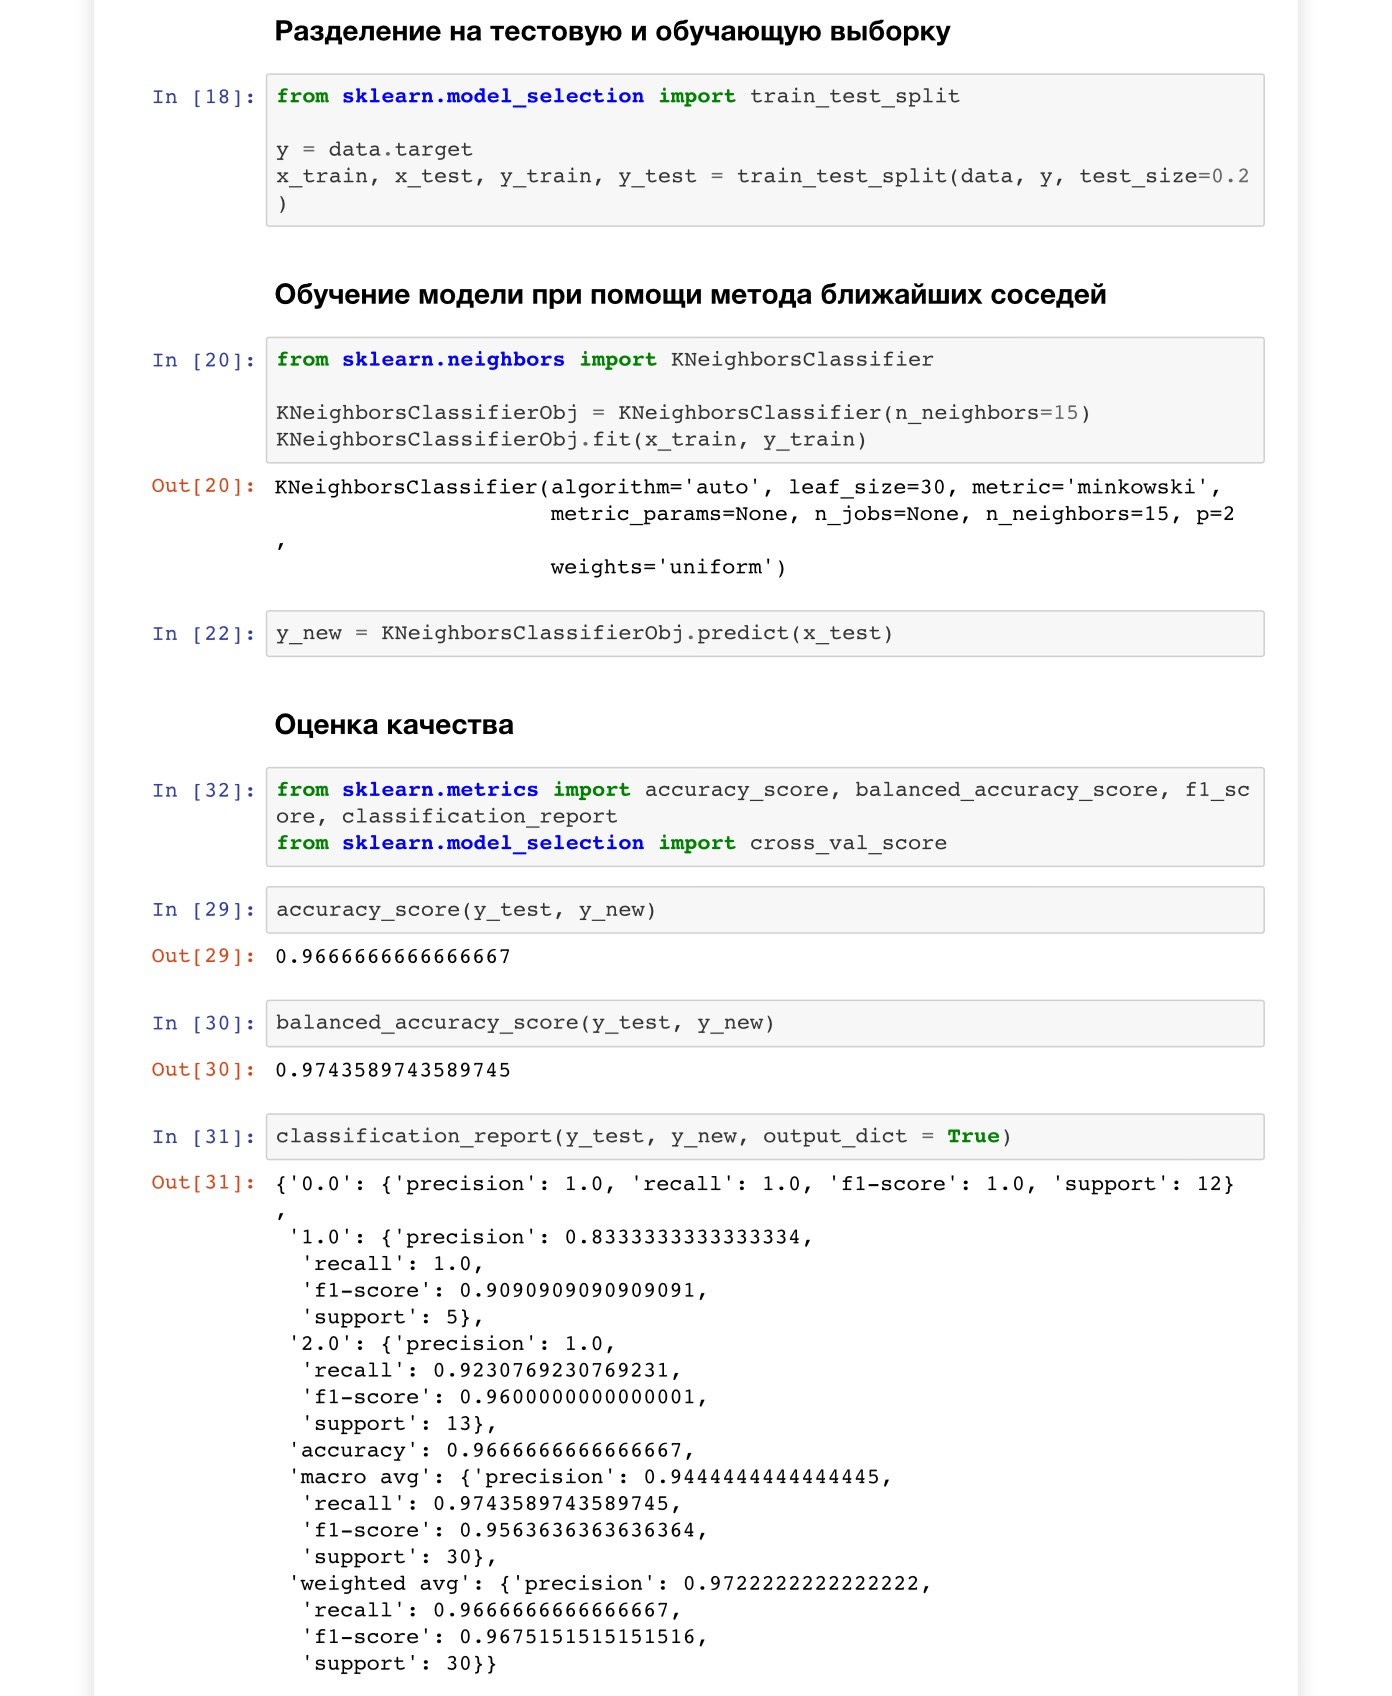 Разделение на тестовую и обучающую выборку
In [18]: from sklearn.model_selection import train_test_split
y = data.target
x_train, x_test, y_train, y_test = train_test_split(data, y, test_size=0.2
)
Обучение модели при помощи метода ближайших соседей
In [20]: from sklearn.neighbors import KNeighborsClassifier
KNeighborsClassifierObj = KNeighborsClassifier(n_neighbors=15)
KNeighborsClassifierObj.fit(x_train, y_train)
Out[20]: KNeighborsClassifier(algorithm='auto', leaf_size=30, metric='minkowski',
metric_params=None, n_jobs=None, n_neighbors=15, p=2
,
weights='uniform')
In [22]: y_new = KNeighborsClassifierObj.predict(x_test)
Оценка качества
In [32]: from sklearn.metrics import accuracy_score, balanced_accuracy_score, f1_sc
ore, classification_report
from sklearn.model_selection import cross_val_score
In [29]: accuracy_score(y_test, y_new)
Out[29]: 0.9666666666666667
In [30]: balanced_accuracy_score(y_test, y_new)
Out[30]: 0.9743589743589745
In [31]: classification_report(y_test, y_new, output_dict = True)
Out[31]: {'0.0': {'precision': 1.0, 'recall': 1.0, 'f1-score': 1.0, 'support': 12}
,
'1.0': {'precision': 0.8333333333333334,
'recall': 1.0,
'f1-score': 0.9090909090909091,
'support': 5},
'2.0': {'precision': 1.0,
'recall': 0.9230769230769231,
'f1-score': 0.9600000000000001,
'support': 13},
'accuracy': 0.9666666666666667,
'macro avg': {'precision': 0.9444444444444445,
'recall': 0.9743589743589745,
'f1-score': 0.9563636363636364,
'support': 30},
'weighted avg': {'precision': 0.9722222222222222,
'recall': 0.9666666666666667,
'f1-score': 0.9675151515151516,
'support': 30}}